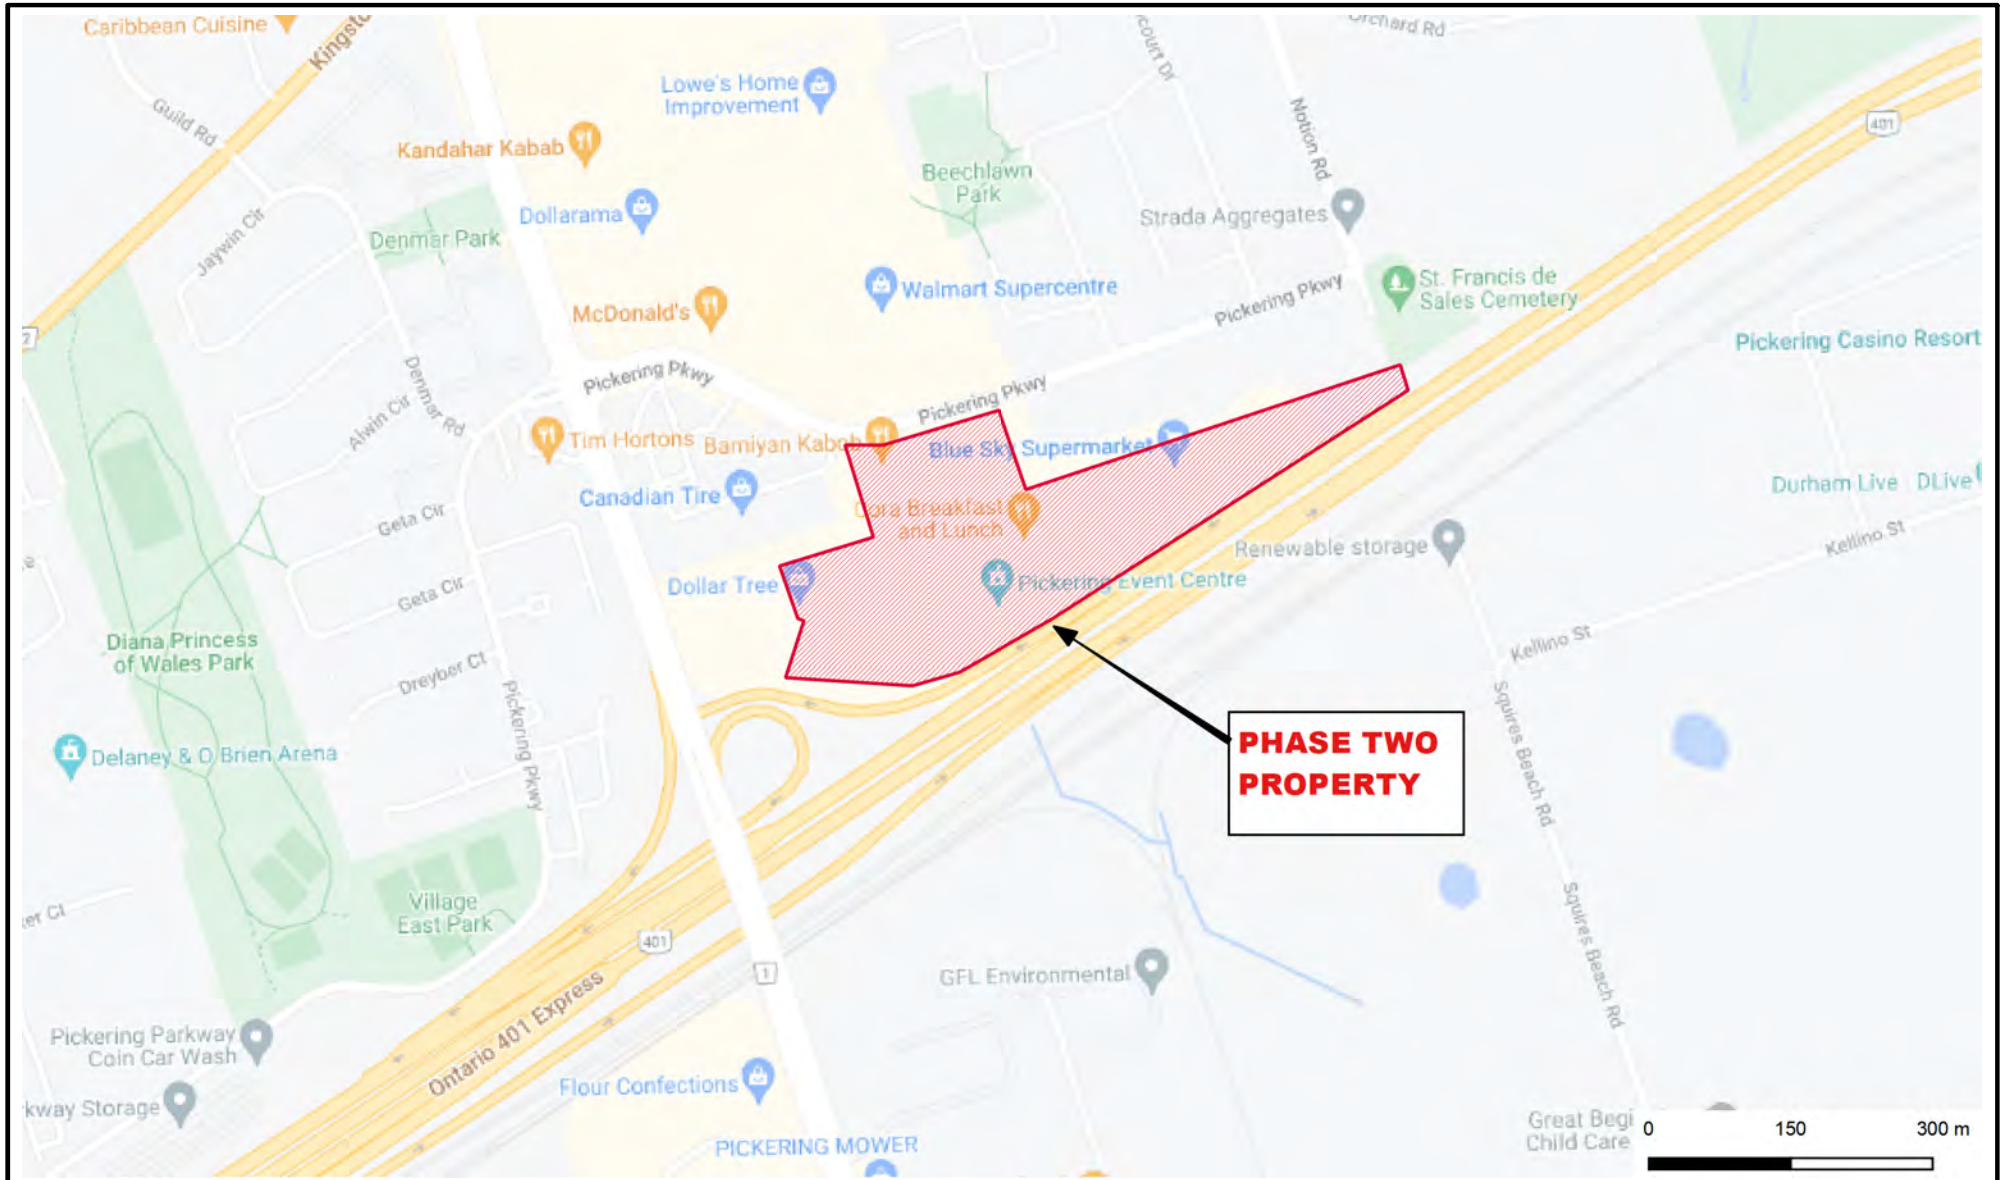 Caribbean Cuisine
Orchard Rd
Guild Rd
Lowe's Home
Improvement
401
Kandahar Kabab
Notion Rd
Beechlawn
Park
Dollarama
Strada Aggregates
Jaywin Cir
Denmar Park
St. Francis de
Sales Cemetery
Walmart Supercentre
McDonald's
Pickering Pkwy
Pickering Casino Resort
Pickering Pkwy
Denmar Rd
Pickering Pkwy
Alwin Cir
Tim Hortons
Bamiyan Kabob
Blue Sky Supermarket
Canadian Tire
Durham Live
DLive
Cora Breakfast
and Lunch
Geta Cir
Renewable storage
Kellino St
Dollar Tree
Pickering Event Centre
Geta Cir
Diana Princess
of Wales Park
Kellino St
Dreyber Ct
Pickering Pkwy
Squires Beach Rd
PHASE TWO
PROPERTY
Delaney & O Brien Arena
Village
East Park
Squires Beach Rd
401
1
GFL Environmental
Ontario 401 Express
Pickering Parkway
Coin Car Wash
Flour Confections
kway Storage
Great Begi
Child Care
0 150 300 m
PICKERING MOWER